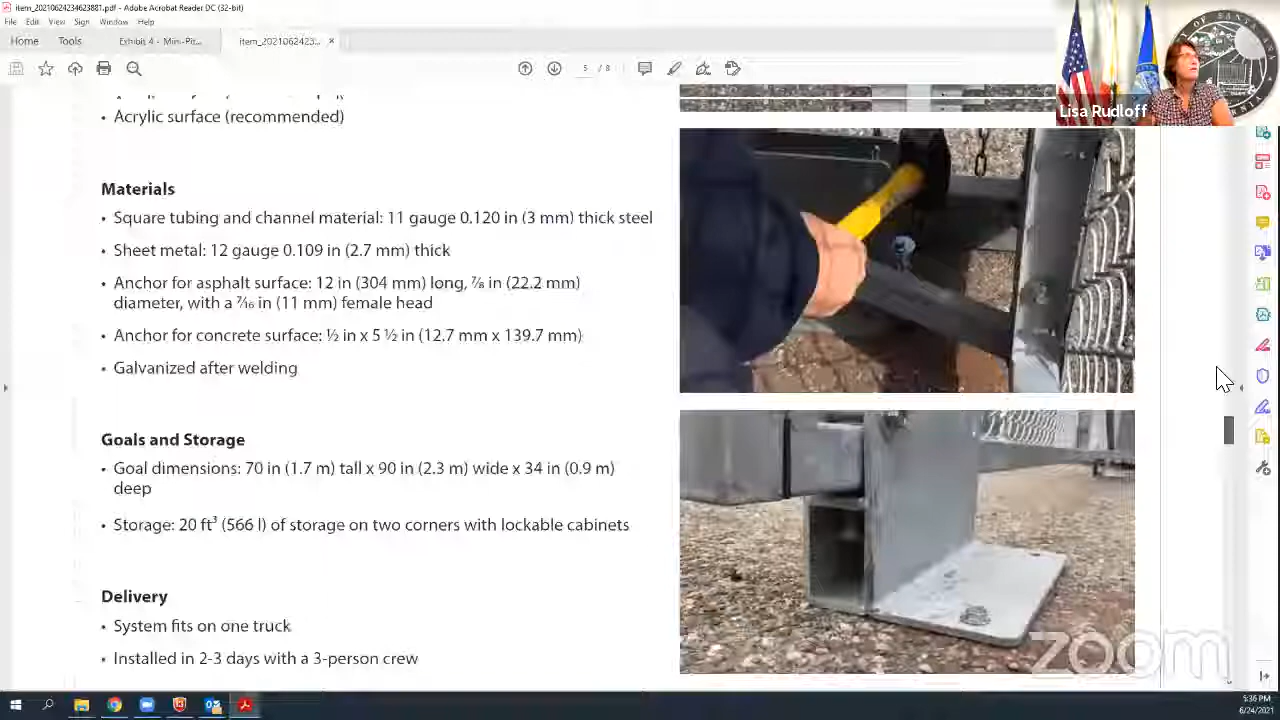 item_20210624234623881.pdf - Adobe Acrobat Reader DC (32-bit)
File Edit View Sign Window Help
Home Tools Exhibit 4 - Mini-Pit... item_2021062423... ×
5 / 8
Lisa Rudloff
• Acrylic surface (recommended)
Materials
• Square tubing and channel material: 11 gauge 0.120 in (3 mm) thick steel
• Sheet metal: 12 gauge 0.109 in (2.7 mm) thick
• Anchor for asphalt surface: 12 in (304 mm) long, ⅞ in (22.2 mm)
diameter, with a 7⁄16 in (11 mm) female head
• Anchor for concrete surface: ½ in x 5 ½ in (12.7 mm x 139.7 mm)
• Galvanized after welding
Goals and Storage
• Goal dimensions: 70 in (1.7 m) tall x 90 in (2.3 m) wide x 34 in (0.9 m)
deep
• Storage: 20 ft³ (566 l) of storage on two corners with lockable cabinets
Delivery
• System fits on one truck
• Installed in 2-3 days with a 3-person crew
zoom
5:36 PM
6/24/2021